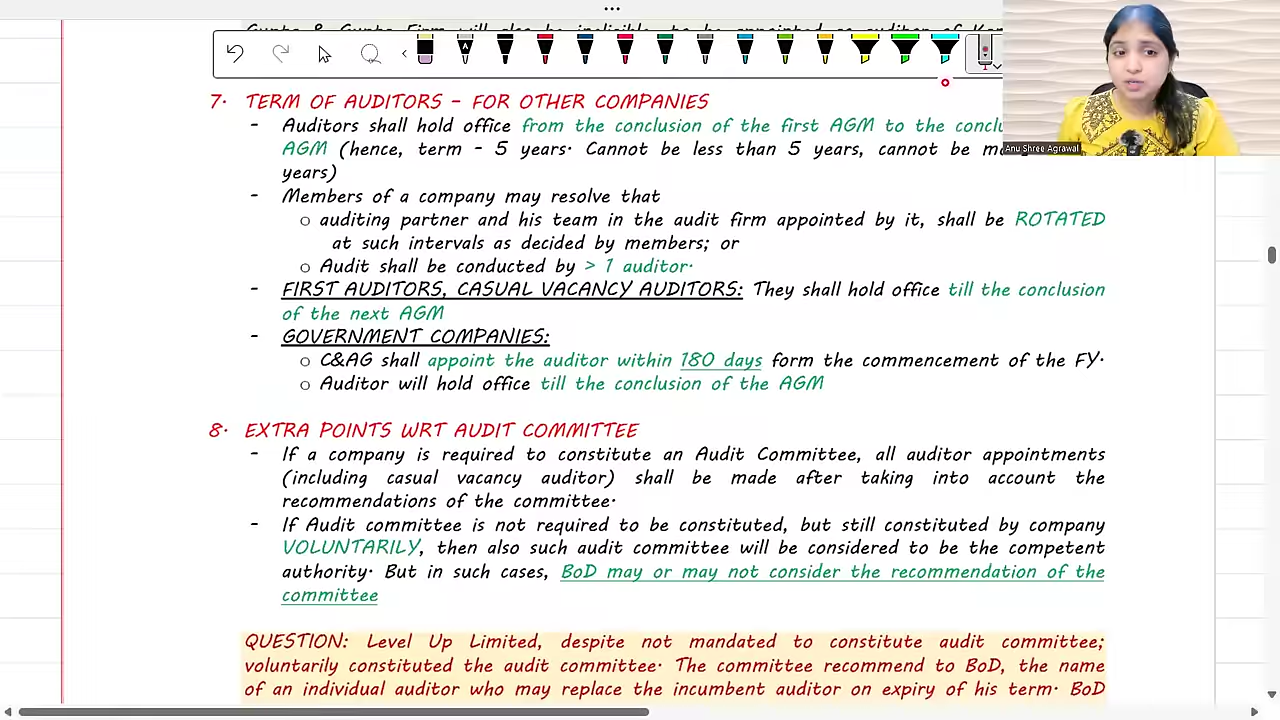 7. TERM OF AUDITORS - FOR OTHER COMPANIES
Anu Shree Agrawal
- Auditors shall hold office from the conclusion of the first AGM to the
AGM (hence, term - 5 years. Cannot be less than 5 years, cannot be
years)
- Members of a company may resolve that
o auditing partner and his team in the audit firm appointed by it, shall be ROTATED
at such intervals as decided by members; or
o Audit shall be conducted by > 1 auditor.
- FIRST AUDITORS, CASUAL VACANCY AUDITORS: They shall hold office till the conclusion
of the next AGM
- GOVERNMENT COMPANIES:
o C&AG shall appoint the auditor within 180 days form the commencement of the FY.
o Auditor will hold office till the conclusion of the AGM
8. EXTRA POINTS WRT AUDIT COMMITTEE
- If a company is required to constitute an Audit Committee, all auditor appointments
(including casual vacancy auditor) shall be made after taking into account the
recommendations of the committee.
- If Audit committee is not required to be constituted, but still constituted by company
VOLUNTARILY, then also such audit committee will be considered to be the competent
authority. But in such cases, BoD may or may not consider the recommendation of the
committee
QUESTION: Level Up Limited, despite not mandated to constitute audit committee;
voluntarily constituted the audit committee. The committee recommend to BoD, the name
of an individual auditor who may replace the incumbent auditor on expiry of his term. BoD